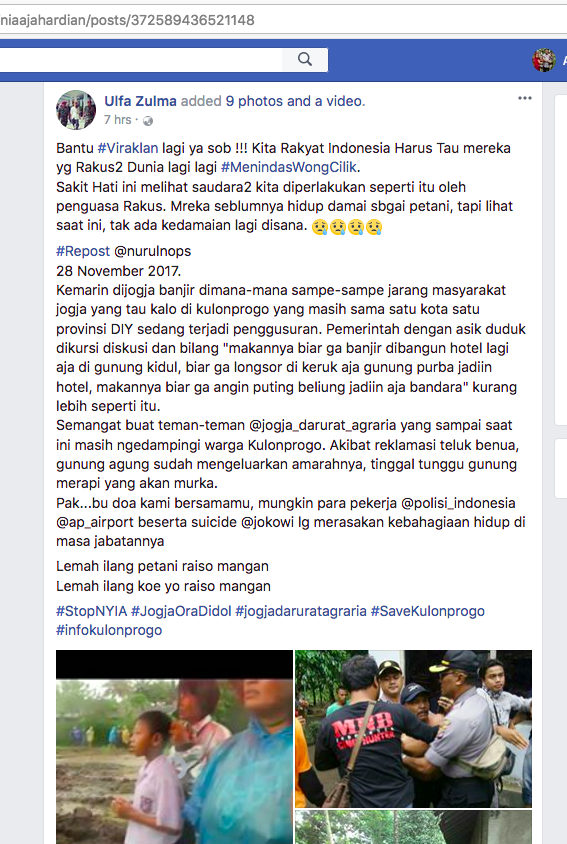 niaajahardian/posts/372589436521148
Ulfa Zulma added 9 photos and a video.
7 hrs ·
Bantu #Viraklan lagi ya sob !!! Kita Rakyat Indonesia Harus Tau mereka
yg Rakus2 Dunia lagi lagi #MenindasWongCilik.
Sakit Hati ini melihat saudara2 kita diperlakukan seperti itu oleh
penguasa Rakus. Mreka seblumnya hidup damai sbgai petani, tapi lihat
saat ini, tak ada kedamaian lagi disana. 😢😢😢😢
#Repost @nurulnops
28 November 2017.
Kemarin dijogja banjir dimana-mana sampe-sampe jarang masyarakat
jogja yang tau kalo di kulonprogo yang masih sama satu kota satu
provinsi DIY sedang terjadi penggusuran. Pemerintah dengan asik duduk
dikursi diskusi dan bilang "makannya biar ga banjir dibangun hotel lagi
aja di gunung kidul, biar ga longsor di keruk aja gunung purba jadiin
hotel, makannya biar ga angin puting beliung jadiin aja bandara" kurang
lebih seperti itu.
Semangat buat teman-teman @jogja_darurat_agraria yang sampai saat
ini masih ngedampingi warga Kulonprogo. Akibat reklamasi teluk benua,
gunung agung sudah mengeluarkan amarahnya, tinggal tunggu gunung
merapi yang akan murka.
Pak...bu doa kami bersamamu, mungkin para pekerja @polisi_indonesia
@ap_airport beserta suicide @jokowi lg merasakan kebahagiaan hidup di
masa jabatannya
Lemah ilang petani raiso mangan
Lemah ilang koe yo raiso mangan
#StopNYIA #JogjaOraDidol #jogjadaruratagraria #SaveKulonprogo
#infokulonprogo